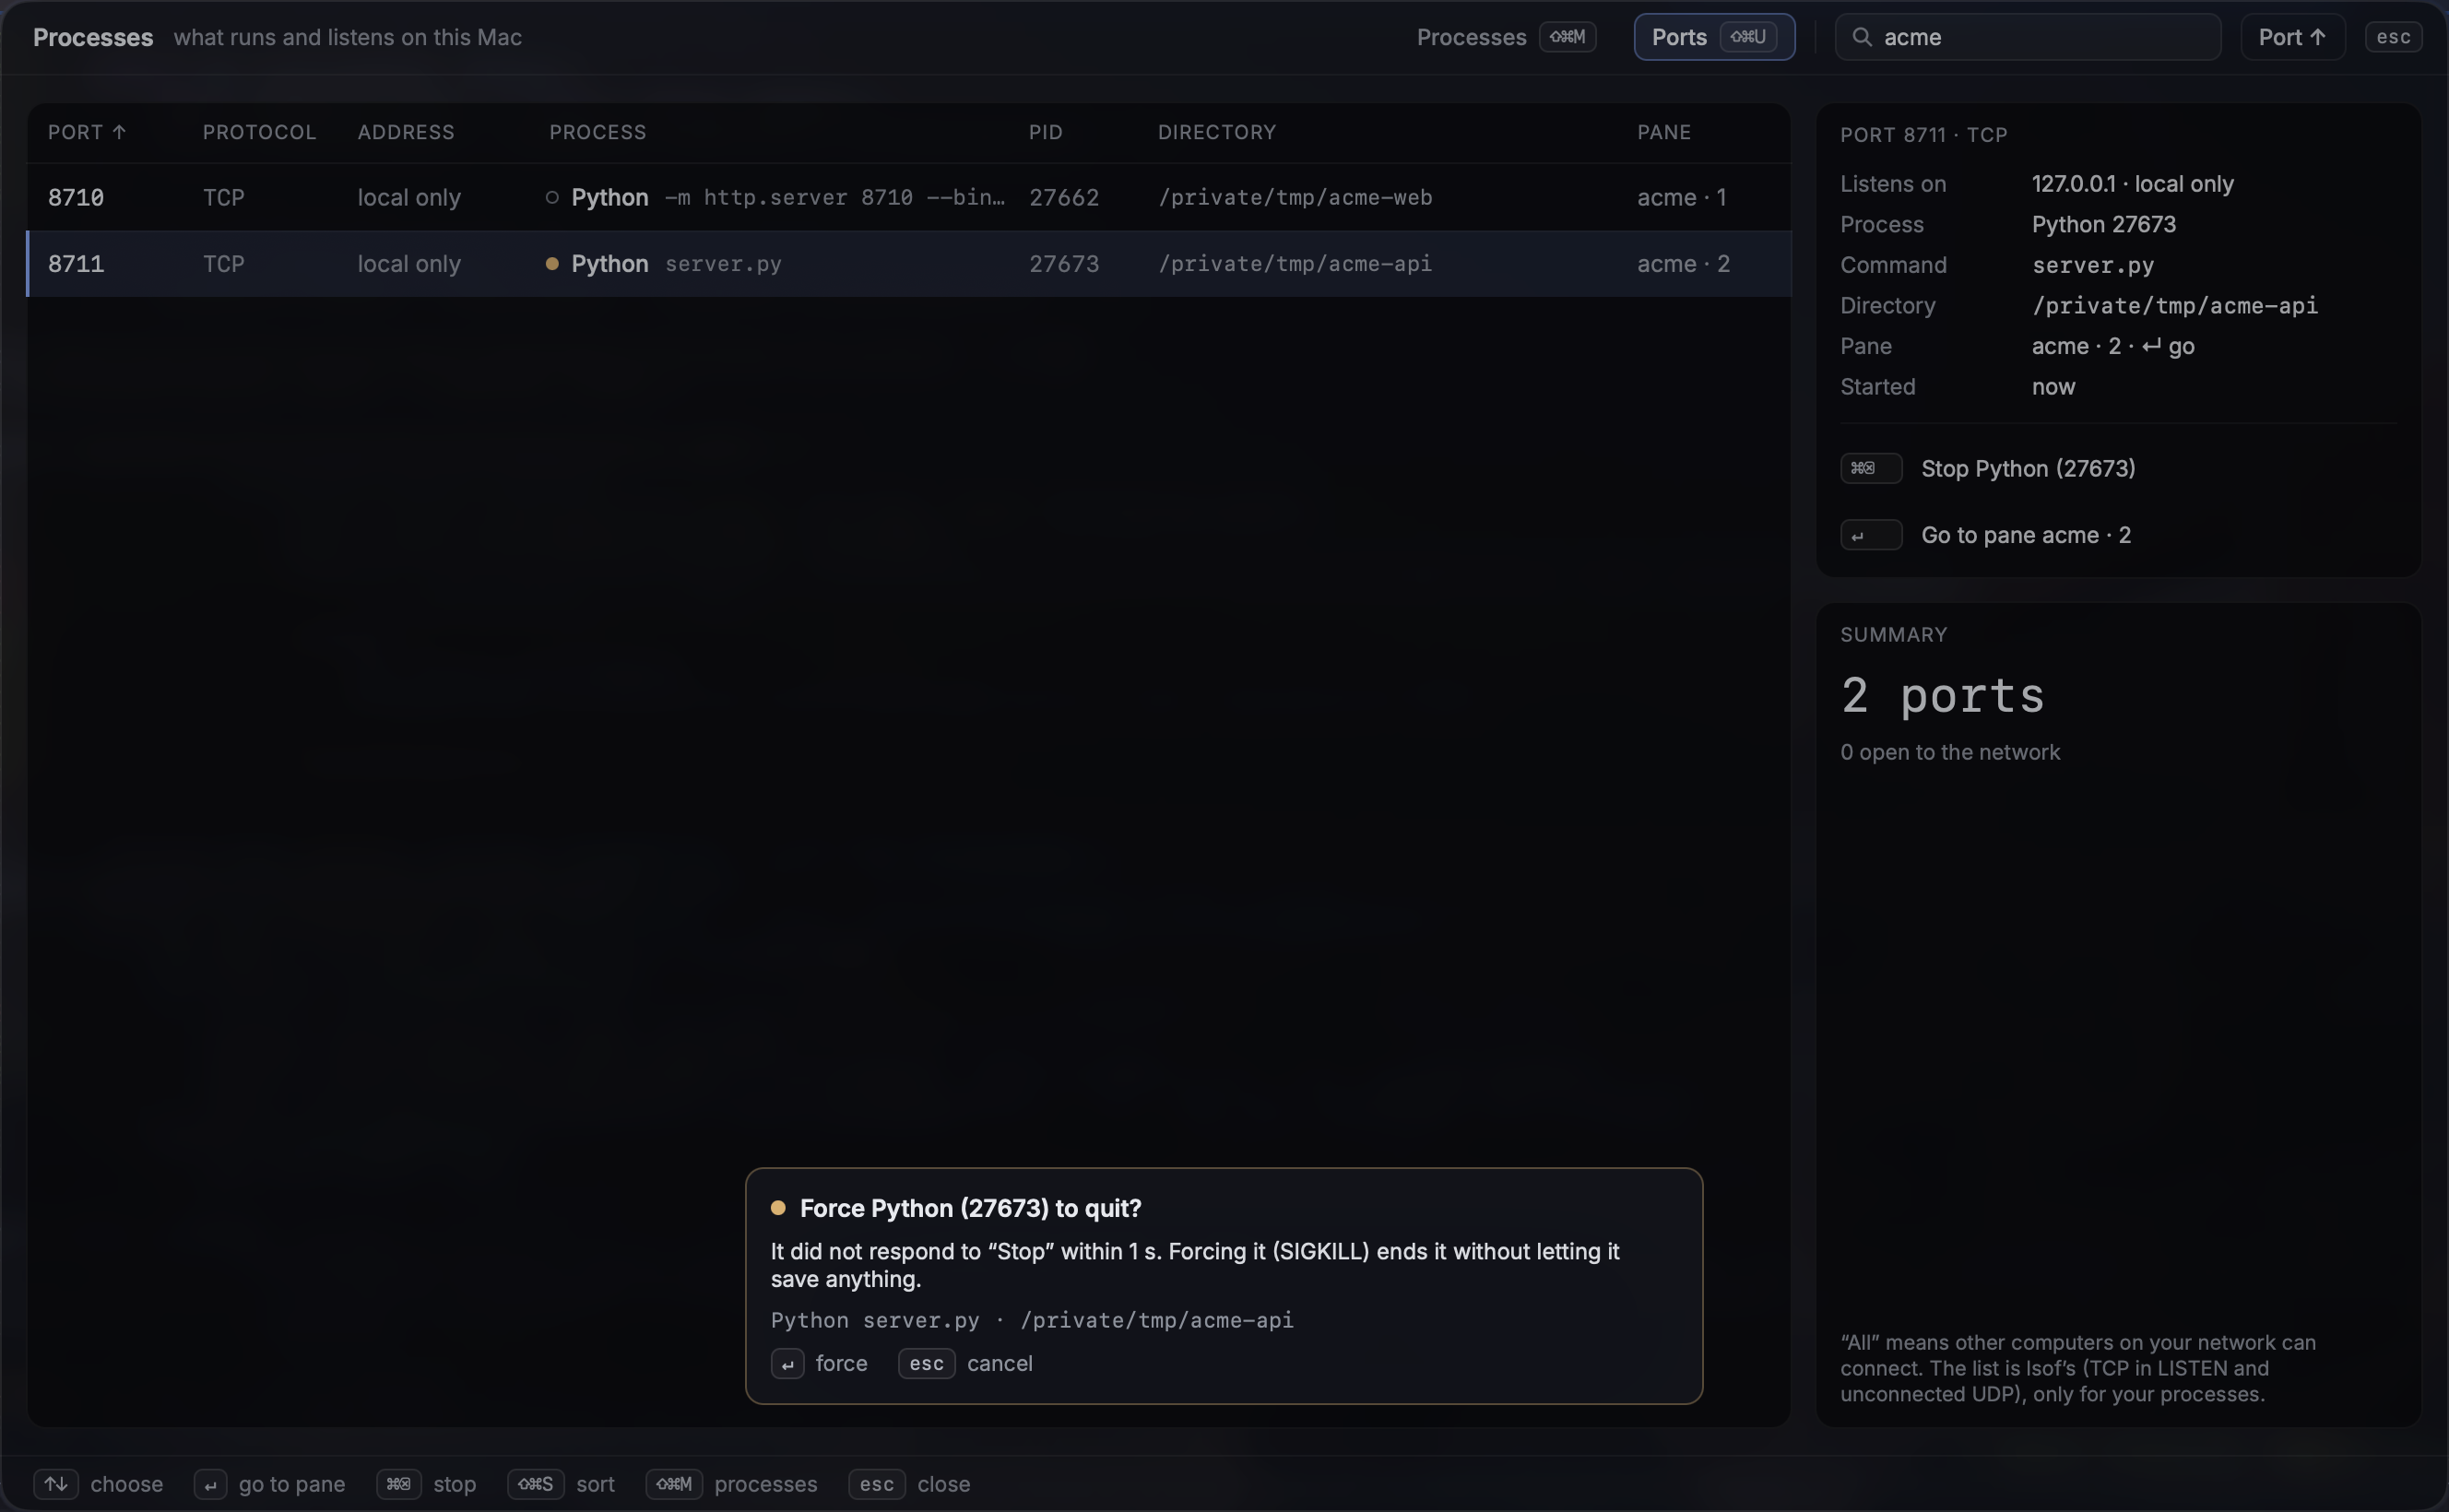 Processes what runs and listens on this Mac Processes ⇧⌘M Ports ⇧⌘U acme Port ↑ esc
PORT ↑ PROTOCOL ADDRESS PROCESS PID DIRECTORY PANE
8710 TCP local only Python -m http.server 8710 --bin… 27662 /private/tmp/acme-web acme · 1
8711 TCP local only Python server.py 27673 /private/tmp/acme-api acme · 2
PORT 8711 · TCP
Listens on 127.0.0.1 · local only
Process Python 27673
Command server.py
Directory /private/tmp/acme-api
Pane acme · 2 · ↵ go
Started now
⌘⌫ Stop Python (27673)
↵ Go to pane acme · 2
SUMMARY
2 ports
0 open to the network
“All” means other computers on your network can
connect. The list is lsof’s (TCP in LISTEN and
unconnected UDP), only for your processes.
Force Python (27673) to quit?
It did not respond to “Stop” within 1 s. Forcing it (SIGKILL) ends it without letting it
save anything.
Python server.py · /private/tmp/acme-api
↵ force esc cancel
↑↓ choose ↵ go to pane ⌘⌫ stop ⇧⌘S sort ⇧⌘M processes esc close